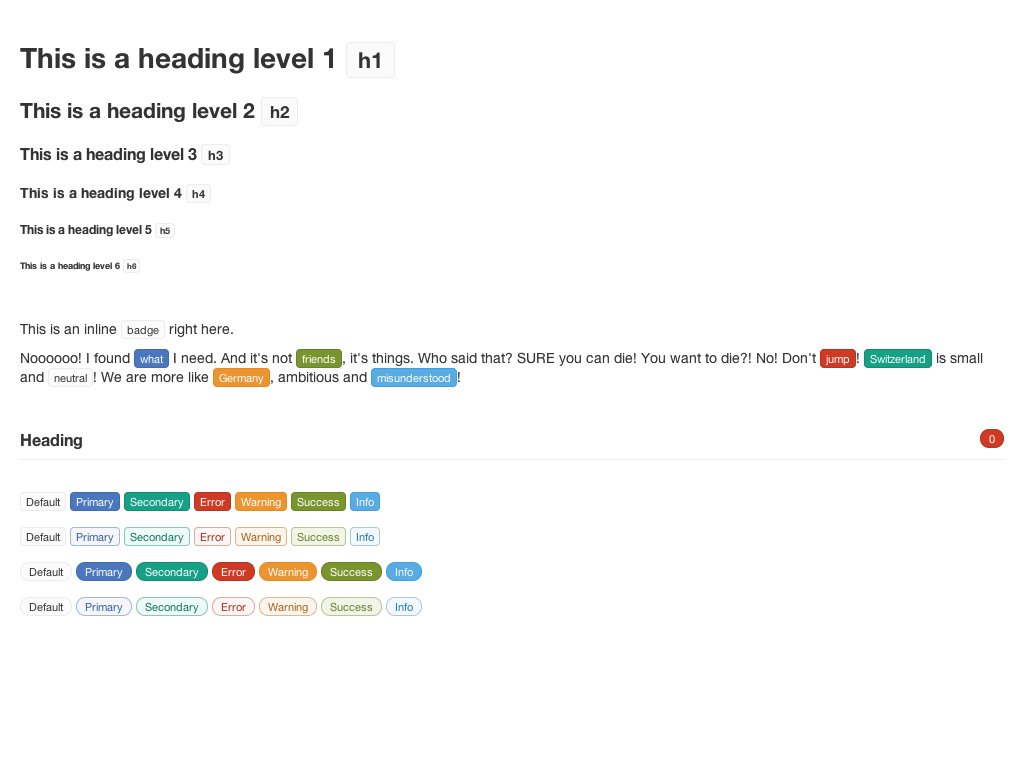 This is a heading level 1 h1
This is a heading level 2 h2
This is a heading level 3 h3
This is a heading level 4 h4
This is a heading level 5 h5
This is a heading level 6 h6
This is an inline badge right here.
Noooooo! I found what I need. And it's not friends, it's things. Who said that? SURE you can die! You want to die?! No! Don't jump! Switzerland is small
and neutral! We are more like Germany, ambitious and misunderstood!
Heading 0
Default Primary Secondary Error Warning Success Info
Default Primary Secondary Error Warning Success Info
Default Primary Secondary Error Warning Success Info
Default Primary Secondary Error Warning Success Info